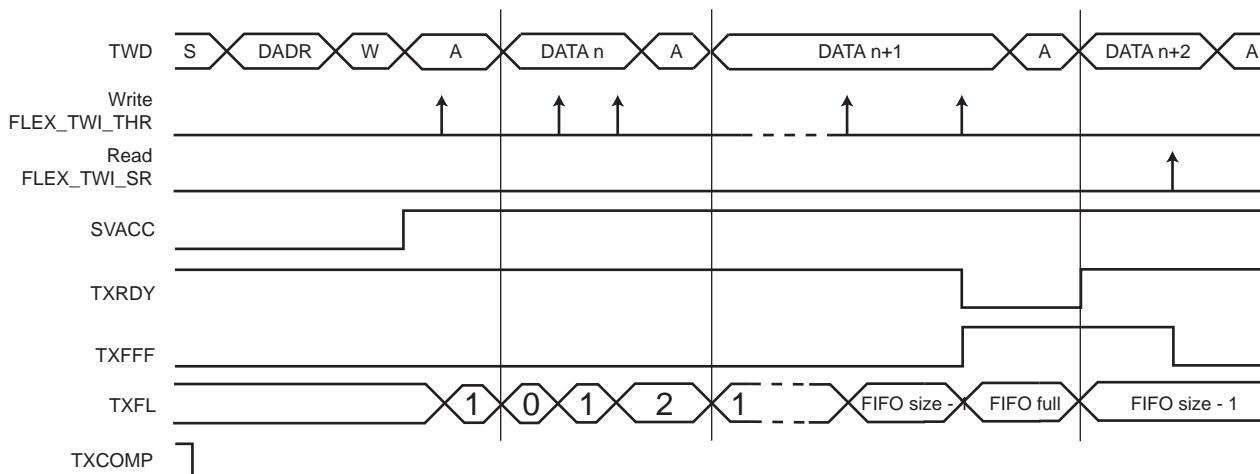 TWD S DADR W A DATA n A DATA n+1 A DATA n+2 A
Write
FLEX_TWI_THR
Read
FLEX_TWI_SR
SVACC
TXRDY
TXFFF
TXFL 1 0 1 2 1 FIFO size - 1 FIFO full FIFO size - 1
TXCOMP